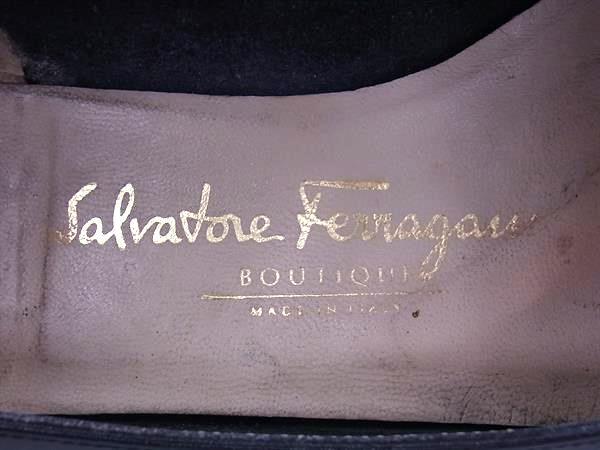 Salvatore Ferragamo
BOUTIQUE
MADE IN ITALY